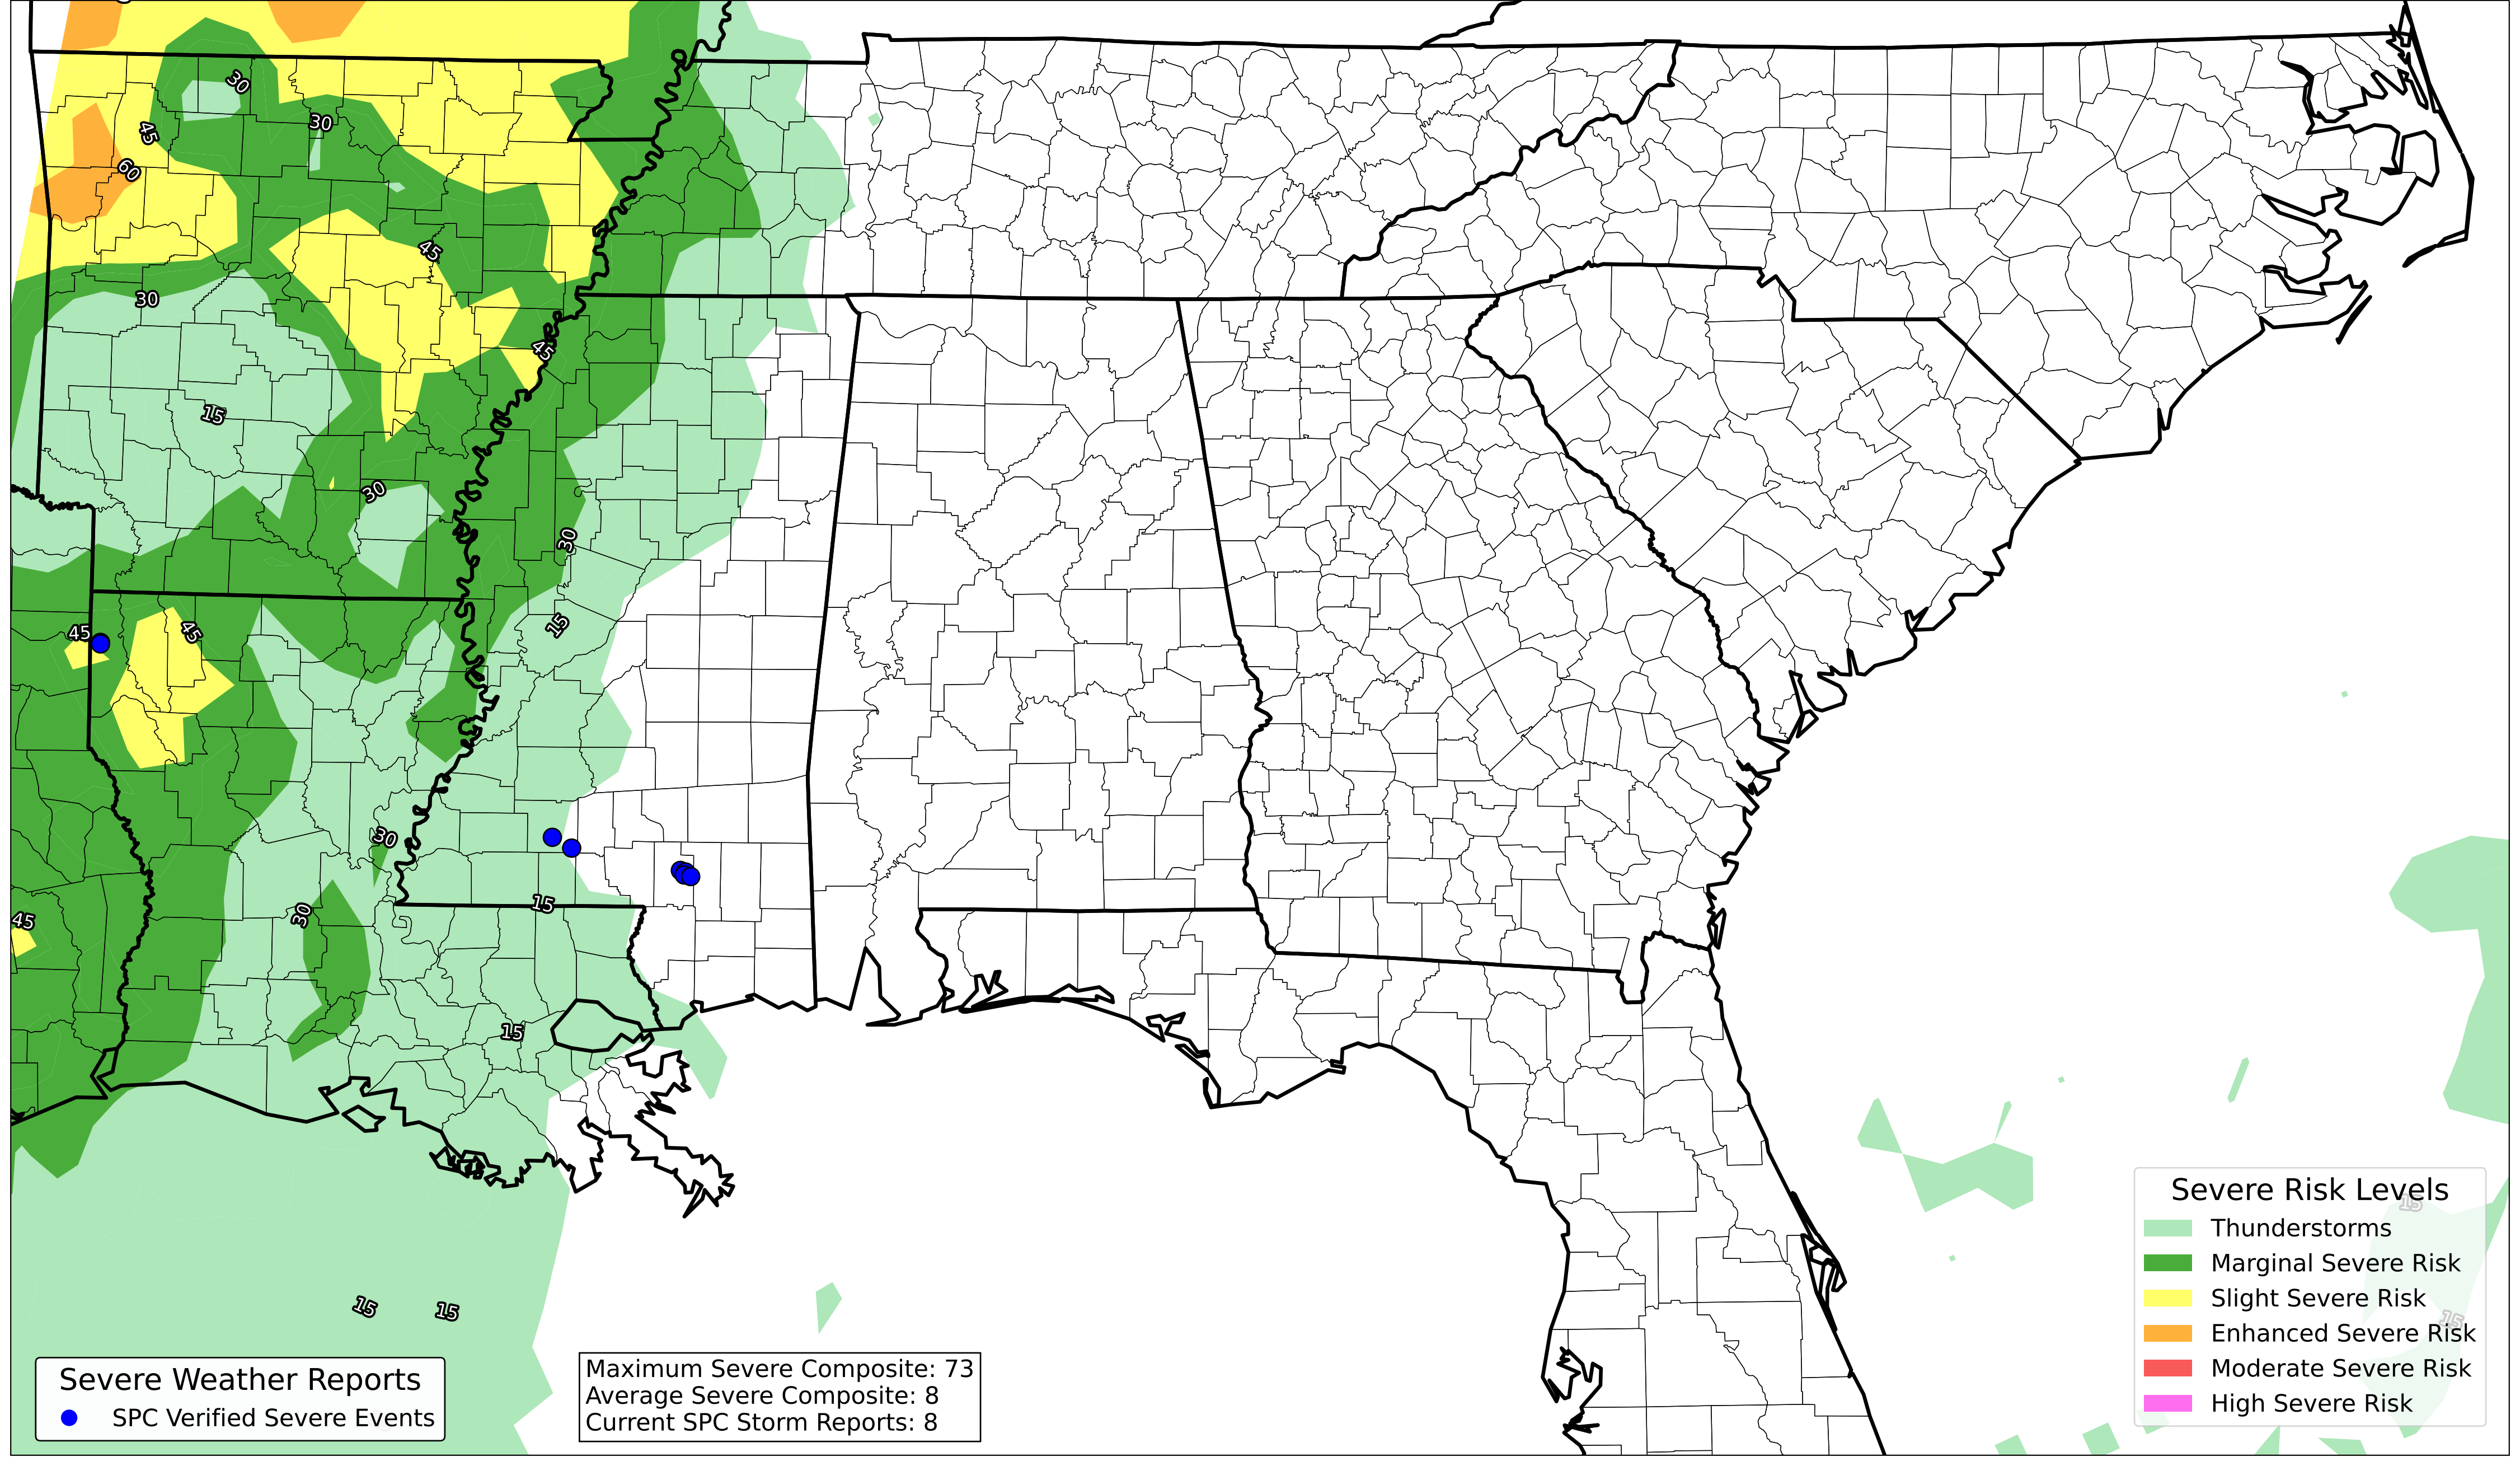 30
30
45
60
45
30
45
15
30
30
15
45
45
30
15
45
30
15
15
15
15
15
15
Severe Weather Reports
SPC Verified Severe Events
Maximum Severe Composite: 73
Average Severe Composite: 8
Current SPC Storm Reports: 8
Severe Risk Levels
Thunderstorms
Marginal Severe Risk
Slight Severe Risk
Enhanced Severe Risk
Moderate Severe Risk
High Severe Risk